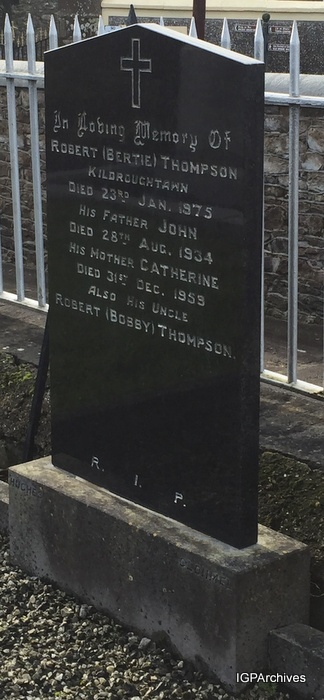 In Loving Memory Of
ROBERT (BERTIE) THOMPSON
KILDROUGHTAWN
DIED 23RD JAN. 1975
HIS FATHER JOHN
DIED 28TH AUG. 1934
HIS MOTHER CATHERINE
DIED 31ST DEC. 1959
ALSO HIS UNCLE
ROBERT (BOBBY) THOMPSON.
R. I. P.
IGPArchives